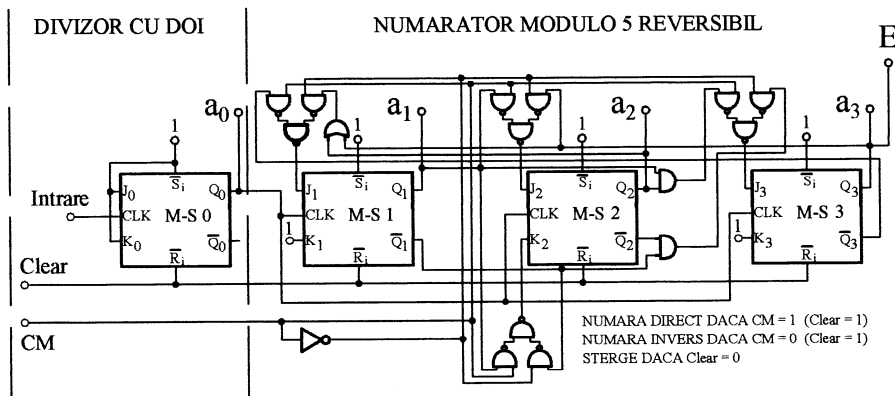 DIVIZOR CU DOI
NUMARATOR MODULO 5 REVERSIBIL
E
a0
a1
a2
a3
1
1
1
1
J0
S̅i
Q0
CLK
M-S 0
K0
R̅i
Q̅0
J1
S̅i
Q1
CLK
M-S 1
1
K1
R̅i
Q̅1
J2
S̅i
Q2
CLK
M-S 2
K2
R̅i
Q̅2
J3
S̅i
Q3
CLK
M-S 3
1
K3
R̅i
Q̅3
Intrare
Clear
CM
NUMARA DIRECT DACA CM = 1 (Clear = 1)
NUMARA INVERS DACA CM = 0 (Clear = 1)
STERGE DACA Clear = 0